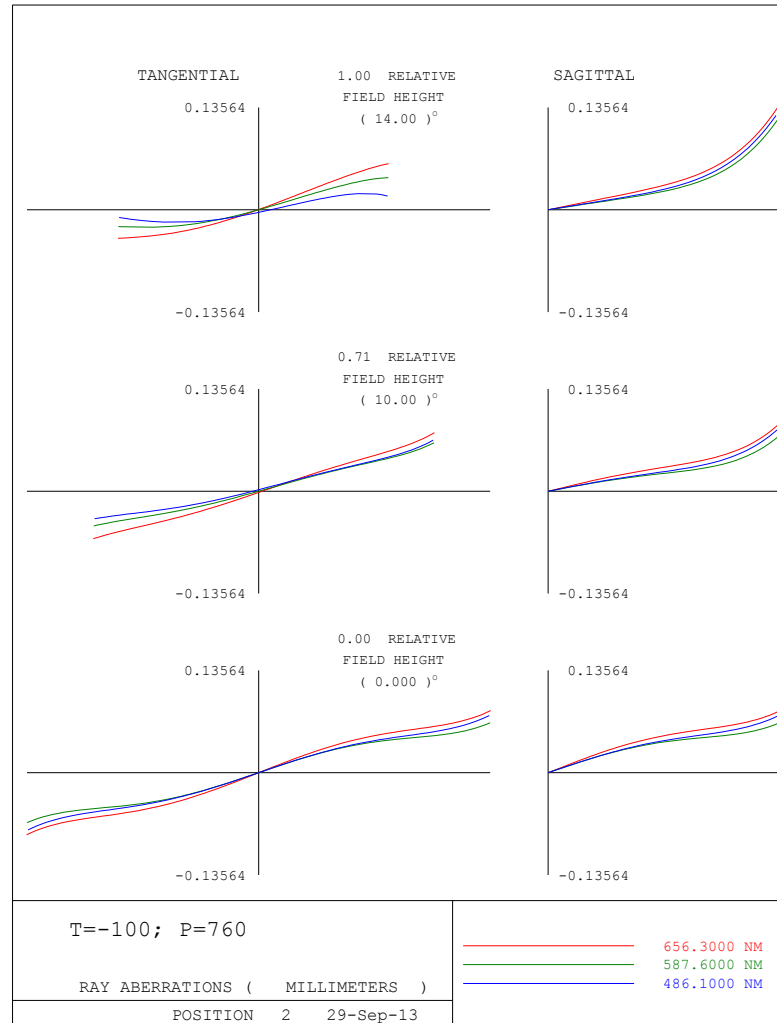 TANGENTIAL 1.00 RELATIVE SAGITTAL
0.13564 FIELD HEIGHT 0.13564
( 14.00 )°
-0.13564 -0.13564
0.71 RELATIVE
0.13564 FIELD HEIGHT 0.13564
( 10.00 )°
-0.13564 -0.13564
0.00 RELATIVE
0.13564 FIELD HEIGHT 0.13564
( 0.000 )°
-0.13564 -0.13564
T=-100; P=760
656.3000 NM
587.6000 NM
486.1000 NM
RAY ABERRATIONS ( MILLIMETERS )
POSITION 2 29-Sep-13